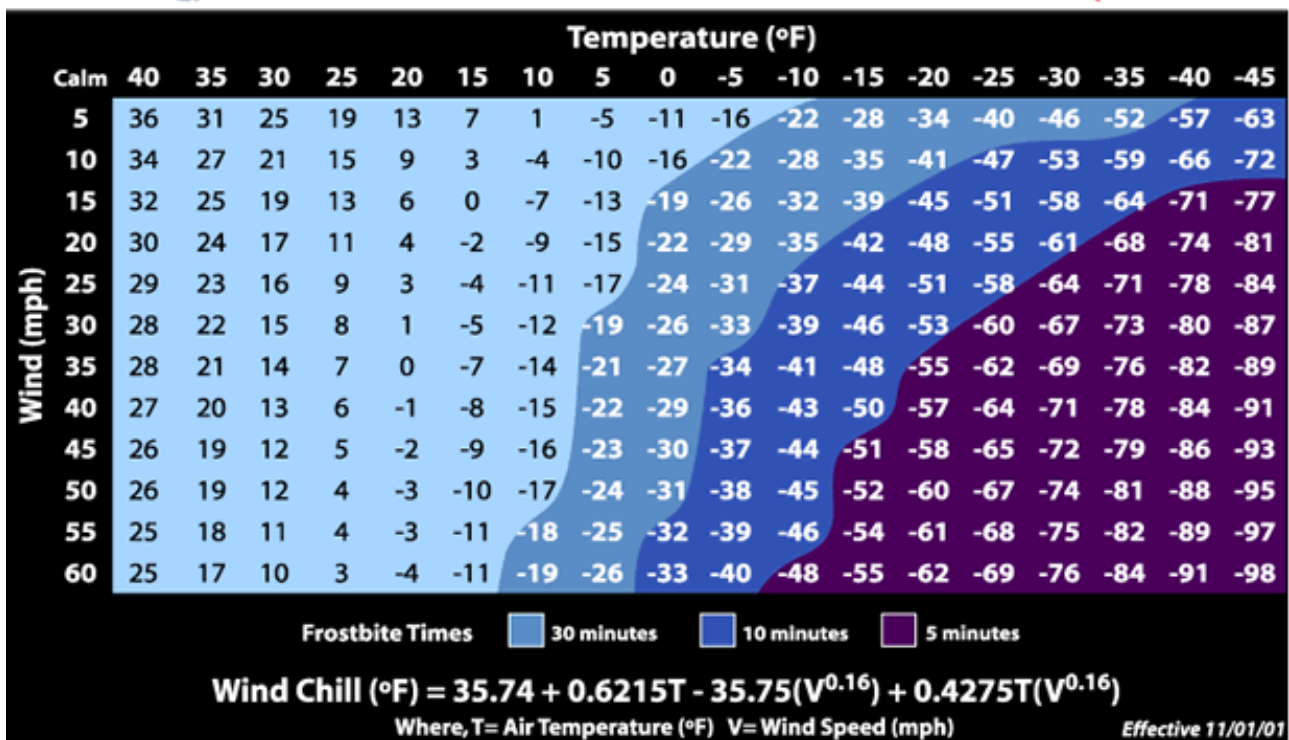 Temperature (ºF)
Calm 40 35 30 25 20 15 10 5 0 -5 -10 -15 -20 -25 -30 -35 -40 -45
5 36 31 25 19 13 7 1 -5 -11 -16 -22 -28 -34 -40 -46 -52 -57 -63
10 34 27 21 15 9 3 -4 -10 -16 -22 -28 -35 -41 -47 -53 -59 -66 -72
15 32 25 19 13 6 0 -7 -13 -19 -26 -32 -39 -45 -51 -58 -64 -71 -77
20 30 24 17 11 4 -2 -9 -15 -22 -29 -35 -42 -48 -55 -61 -68 -74 -81
25 29 23 16 9 3 -4 -11 -17 -24 -31 -37 -44 -51 -58 -64 -71 -78 -84
30 28 22 15 8 1 -5 -12 -19 -26 -33 -39 -46 -53 -60 -67 -73 -80 -87
35 28 21 14 7 0 -7 -14 -21 -27 -34 -41 -48 -55 -62 -69 -76 -82 -89
40 27 20 13 6 -1 -8 -15 -22 -29 -36 -43 -50 -57 -64 -71 -78 -84 -91
45 26 19 12 5 -2 -9 -16 -23 -30 -37 -44 -51 -58 -65 -72 -79 -86 -93
50 26 19 12 4 -3 -10 -17 -24 -31 -38 -45 -52 -60 -67 -74 -81 -88 -95
55 25 18 11 4 -3 -11 -18 -25 -32 -39 -46 -54 -61 -68 -75 -82 -89 -97
60 25 17 10 3 -4 -11 -19 -26 -33 -40 -48 -55 -62 -69 -76 -84 -91 -98
Wind (mph)
Frostbite Times 30 minutes 10 minutes 5 minutes
Wind Chill (ºF) = 35.74 + 0.6215T - 35.75(V^0.16) + 0.4275T(V^0.16)
Where, T= Air Temperature (ºF) V= Wind Speed (mph) Effective 11/01/01